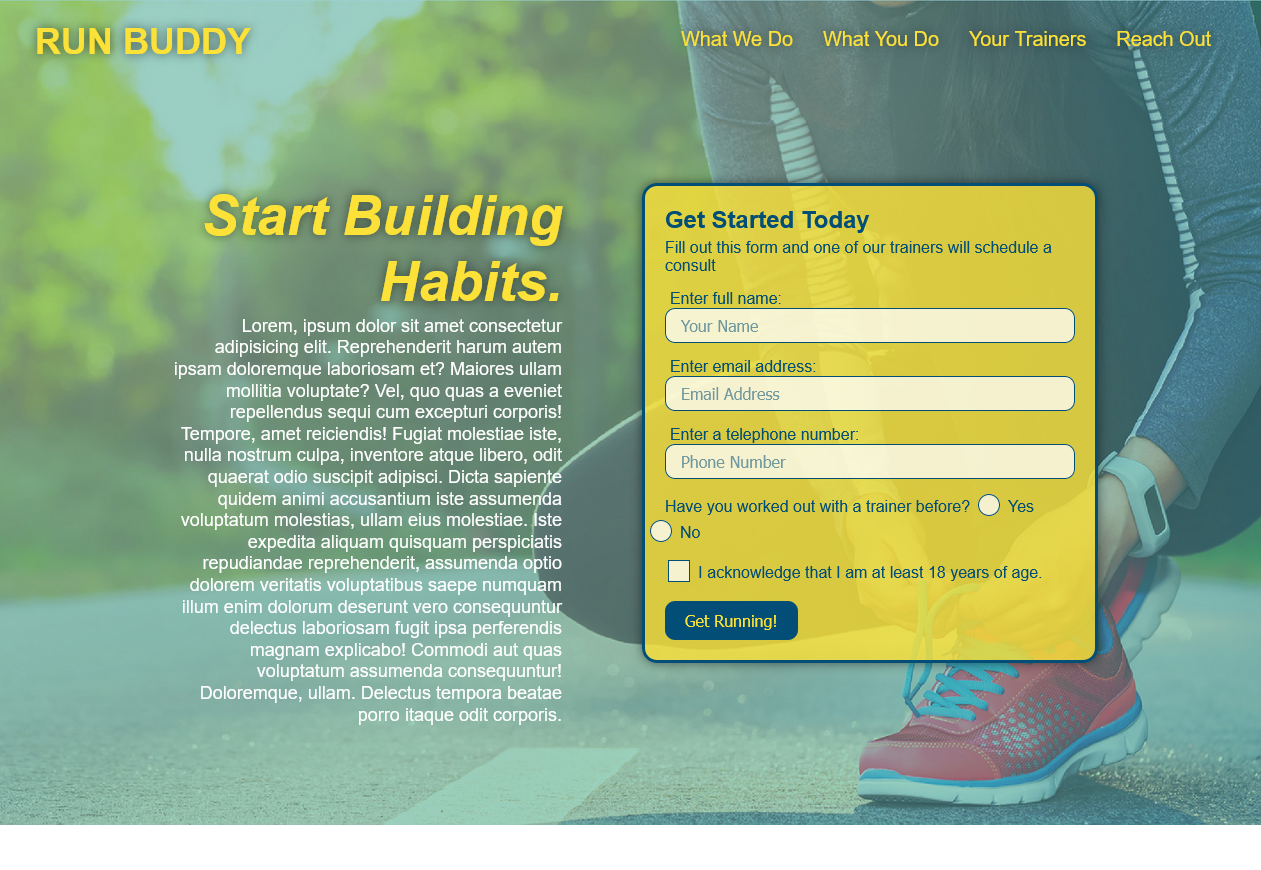 RUN BUDDY
What We Do
What You Do
Your Trainers
Reach Out
Start Building
Habits.
Lorem, ipsum dolor sit amet consectetur
adipisicing elit. Reprehenderit harum autem
ipsam doloremque laboriosam et? Maiores ullam
mollitia voluptate? Vel, quo quas a eveniet
repellendus sequi cum excepturi corporis!
Tempore, amet reiciendis! Fugiat molestiae iste,
nulla nostrum culpa, inventore atque libero, odit
quaerat odio suscipit adipisci. Dicta sapiente
quidem animi accusantium iste assumenda
voluptatum molestias, ullam eius molestiae. Iste
expedita aliquam quisquam perspiciatis
repudiandae reprehenderit, assumenda optio
dolorem veritatis voluptatibus saepe numquam
illum enim dolorum deserunt vero consequuntur
delectus laboriosam fugit ipsa perferendis
magnam explicabo! Commodi aut quas
voluptatum assumenda consequuntur!
Doloremque, ullam. Delectus tempora beatae
porro itaque odit corporis.
Get Started Today
Fill out this form and one of our trainers will schedule a
consult
Enter full name:
Your Name
Enter email address:
Email Address
Enter a telephone number:
Phone Number
Have you worked out with a trainer before? Yes
No
I acknowledge that I am at least 18 years of age.
Get Running!